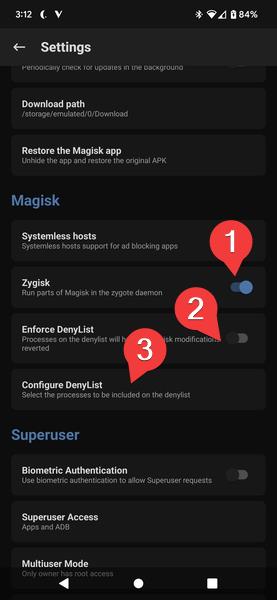 3:12
84%
Settings
Periodically check for updates in the background
Download path
/storage/emulated/0/Download
Restore the Magisk app
Unhide the app and restore the original APK
Magisk
Systemless hosts
Systemless hosts support for ad blocking apps
1
Zygisk
Run parts of Magisk in the zygote daemon
2
Enforce DenyList
Processes on the denylist will modifications
reverted
3
Configure DenyList
Select the processes to be included on the denylist
Superuser
Biometric Authentication
Use biometric authentication to allow Superuser requests
Superuser Access
Apps and ADB
Multiuser Mode
Only owner has root access